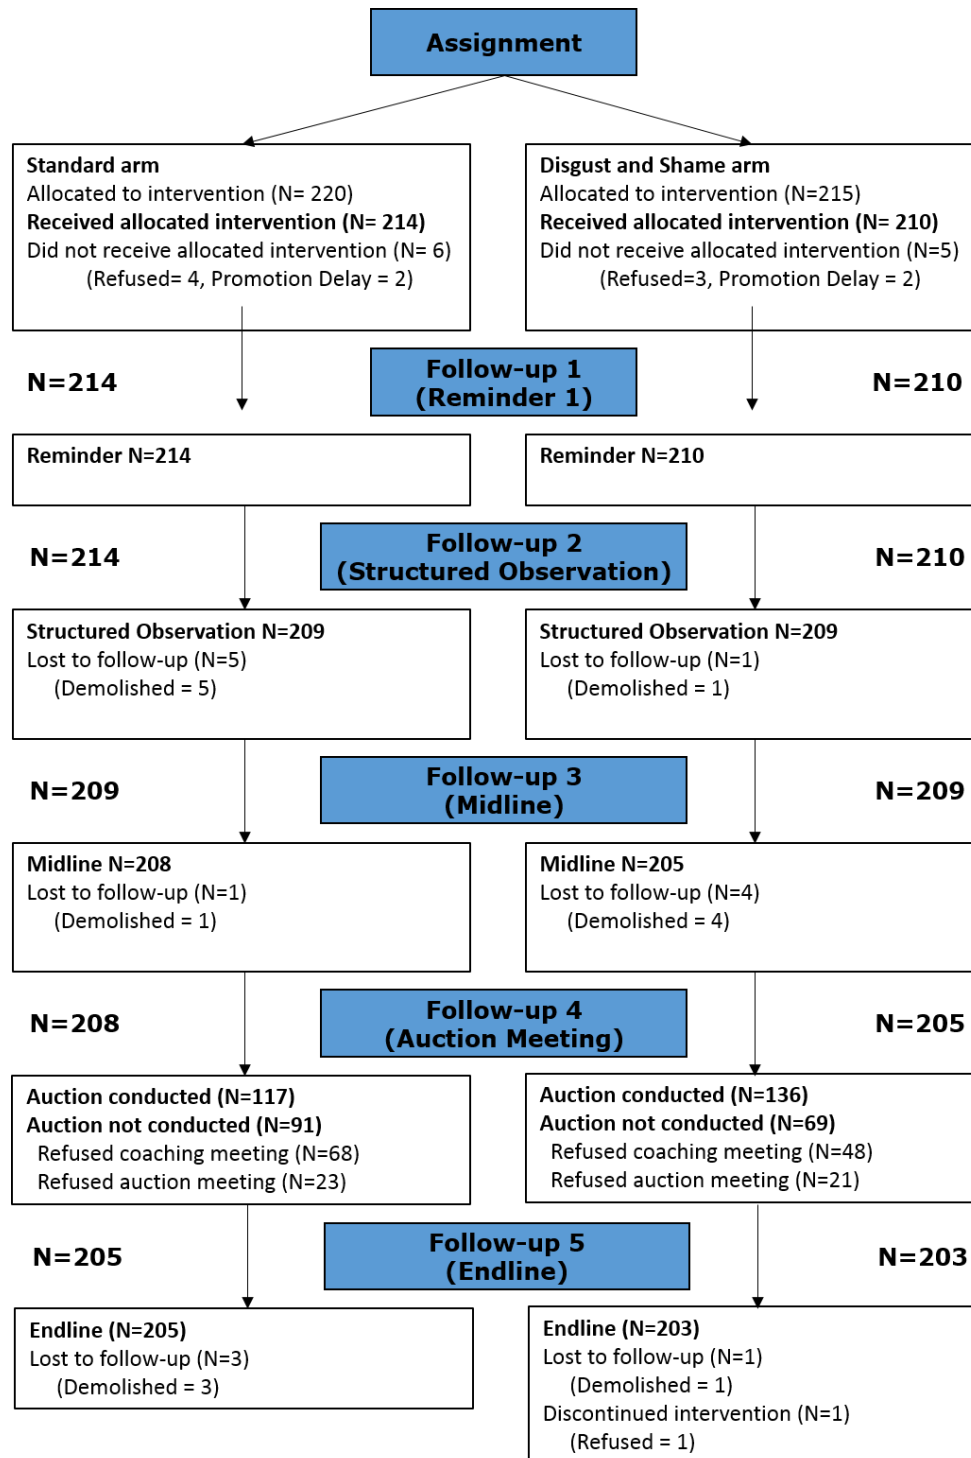 Assignment
Standard arm
Allocated to intervention (N= 220)
Received allocated intervention (N= 214)
Did not receive allocated intervention (N= 6)
(Refused= 4, Promotion Delay = 2)
Disgust and Shame arm
Allocated to intervention (N=215)
Received allocated intervention (N= 210)
Did not receive allocated intervention (N=5)
(Refused=3, Promotion Delay = 2)
N=214
Follow-up 1
(Reminder 1)
N=210
Reminder N=214
Reminder N=210
N=214
Follow-up 2
(Structured Observation)
N=210
Structured Observation N=209
Lost to follow-up (N=5)
(Demolished = 5)
Structured Observation N=209
Lost to follow-up (N=1)
(Demolished = 1)
N=209
Follow-up 3
(Midline)
N=209
Midline N=208
Lost to follow-up (N=1)
(Demolished = 1)
Midline N=205
Lost to follow-up (N=4)
(Demolished = 4)
N=208
Follow-up 4
(Auction Meeting)
N=205
Auction conducted (N=117)
Auction not conducted (N=91)
Refused coaching meeting (N=68)
Refused auction meeting (N=23)
Auction conducted (N=136)
Auction not conducted (N=69)
Refused coaching meeting (N=48)
Refused auction meeting (N=21)
N=205
Follow-up 5
(Endline)
N=203
Endline (N=205)
Lost to follow-up (N=3)
(Demolished = 3)
Endline (N=203)
Lost to follow-up (N=1)
(Demolished = 1)
Discontinued intervention (N=1)
(Refused = 1)